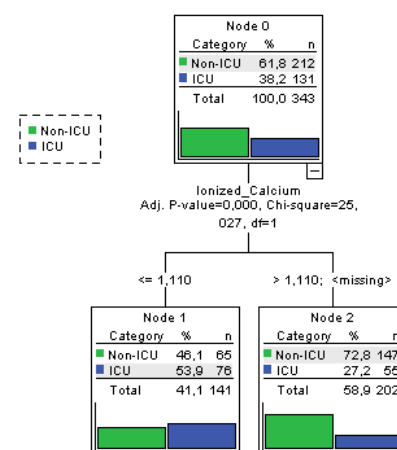 Node 0
Category % n
Non-ICU 61,8 212
ICU 38,2 131
Total 100,0 343
Non-ICU
ICU
Ionized_Calcium
Adj. P-value=0,000, Chi-square=25,
027, df=1
<= 1,110
> 1,110; <missing>
Node 1
Category % n
Non-ICU 46,1 65
ICU 53,9 76
Total 41,1 141
Node 2
Category % n
Non-ICU 72,8 147
ICU 27,2 55
Total 58,9 202